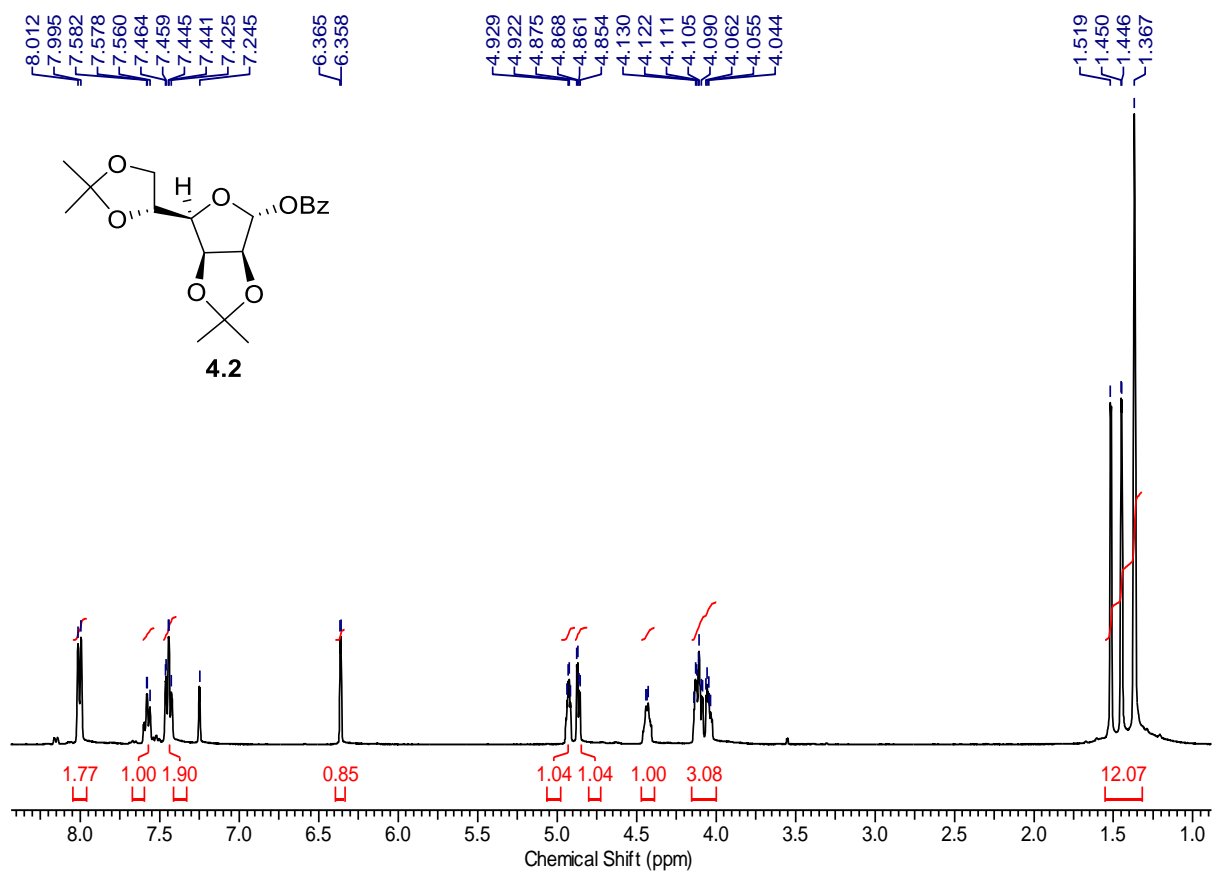 8.012 7.995 7.582 7.578 7.560 7.464 7.459 7.445 7.441 7.425 7.245 6.365 6.358 4.929 4.922 4.875 4.868 4.861 4.854 4.130 4.122 4.111 4.105 4.090 4.062 4.055 4.044 1.519 1.450 1.446 1.367
O H O OBz
O
O O
4.2
1.77 1.00 1.90 0.85 1.04 1.04 1.00 3.08 12.07
8.0 7.5 7.0 6.5 6.0 5.5 5.0 4.5 4.0 3.5 3.0 2.5 2.0 1.5 1.0
Chemical Shift (ppm)